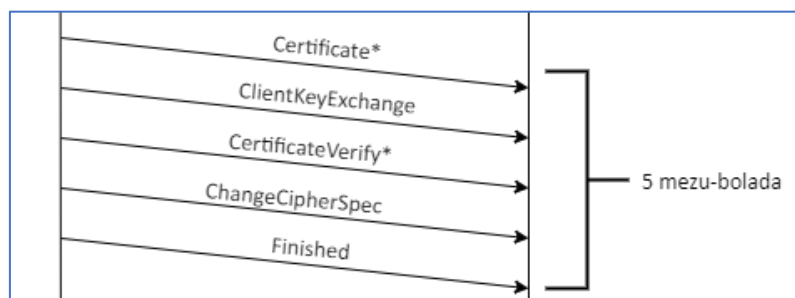 Certificate*
ClientKeyExchange
CertificateVerify*
ChangeCipherSpec
Finished
5 mezu-bolada